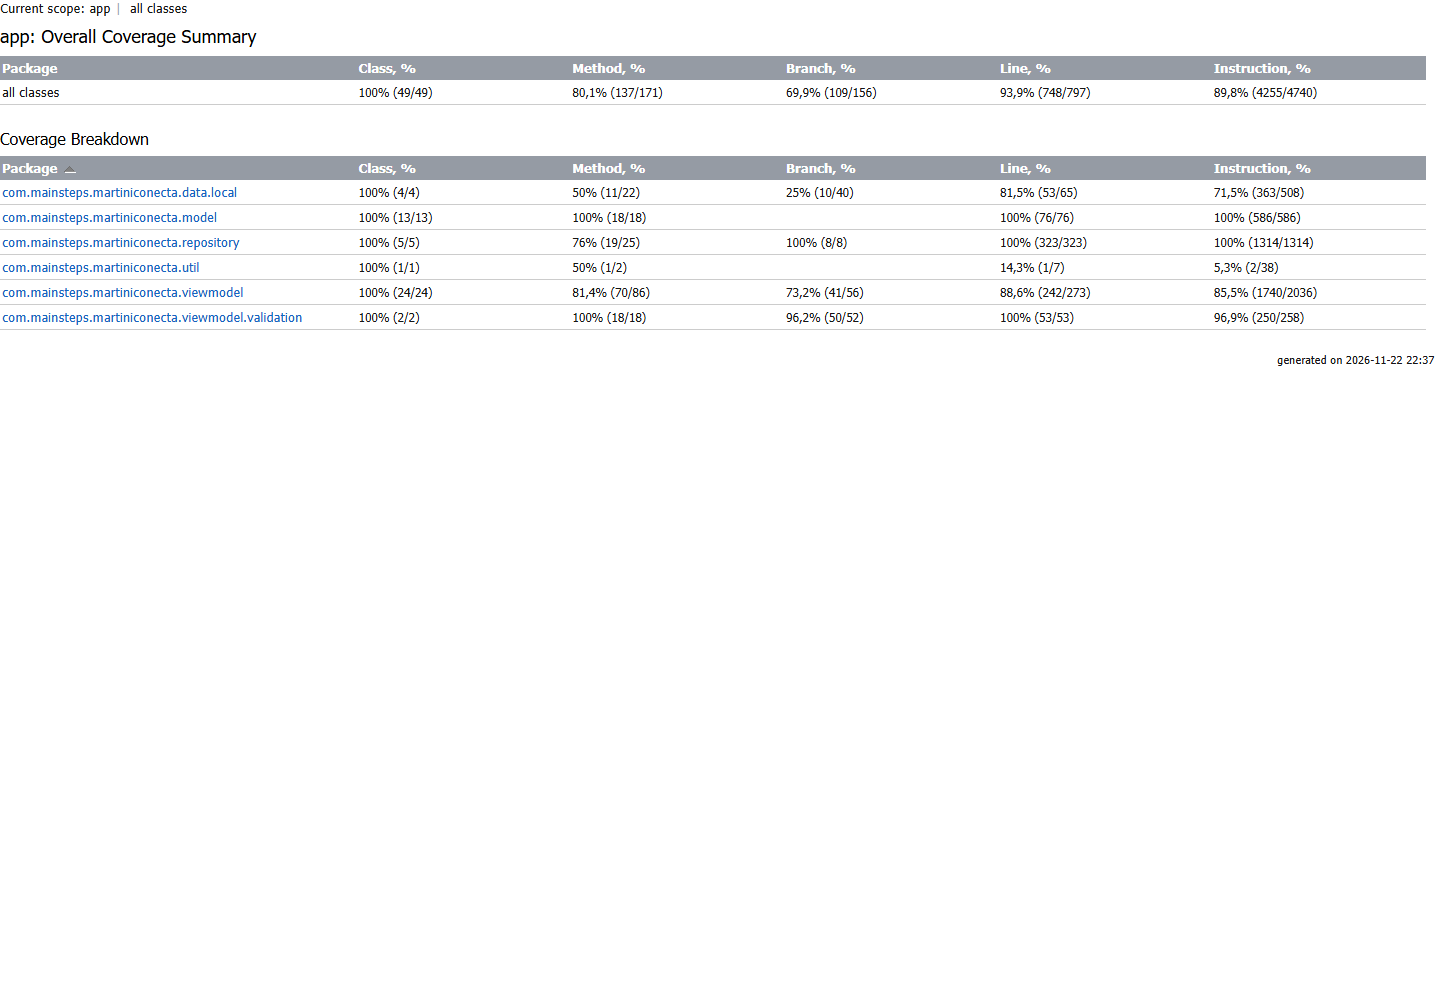 Current scope: app | all classes
app: Overall Coverage Summary
Package Class, % Method, % Branch, % Line, % Instruction, %
all classes 100% (49/49) 80,1% (137/171) 69,9% (109/156) 93,9% (748/797) 89,8% (4255/4740)
Coverage Breakdown
Package Class, % Method, % Branch, % Line, % Instruction, %
com.mainsteps.martiniconecta.data.local 100% (4/4) 50% (11/22) 25% (10/40) 81,5% (53/65) 71,5% (363/508)
com.mainsteps.martiniconecta.model 100% (13/13) 100% (18/18) 100% (76/76) 100% (586/586)
com.mainsteps.martiniconecta.repository 100% (5/5) 76% (19/25) 100% (8/8) 100% (323/323) 100% (1314/1314)
com.mainsteps.martiniconecta.util 100% (1/1) 50% (1/2) 14,3% (1/7) 5,3% (2/38)
com.mainsteps.martiniconecta.viewmodel 100% (24/24) 81,4% (70/86) 73,2% (41/56) 88,6% (242/273) 85,5% (1740/2036)
com.mainsteps.martiniconecta.viewmodel.validation 100% (2/2) 100% (18/18) 96,2% (50/52) 100% (53/53) 96,9% (250/258)
generated on 2026-11-22 22:37